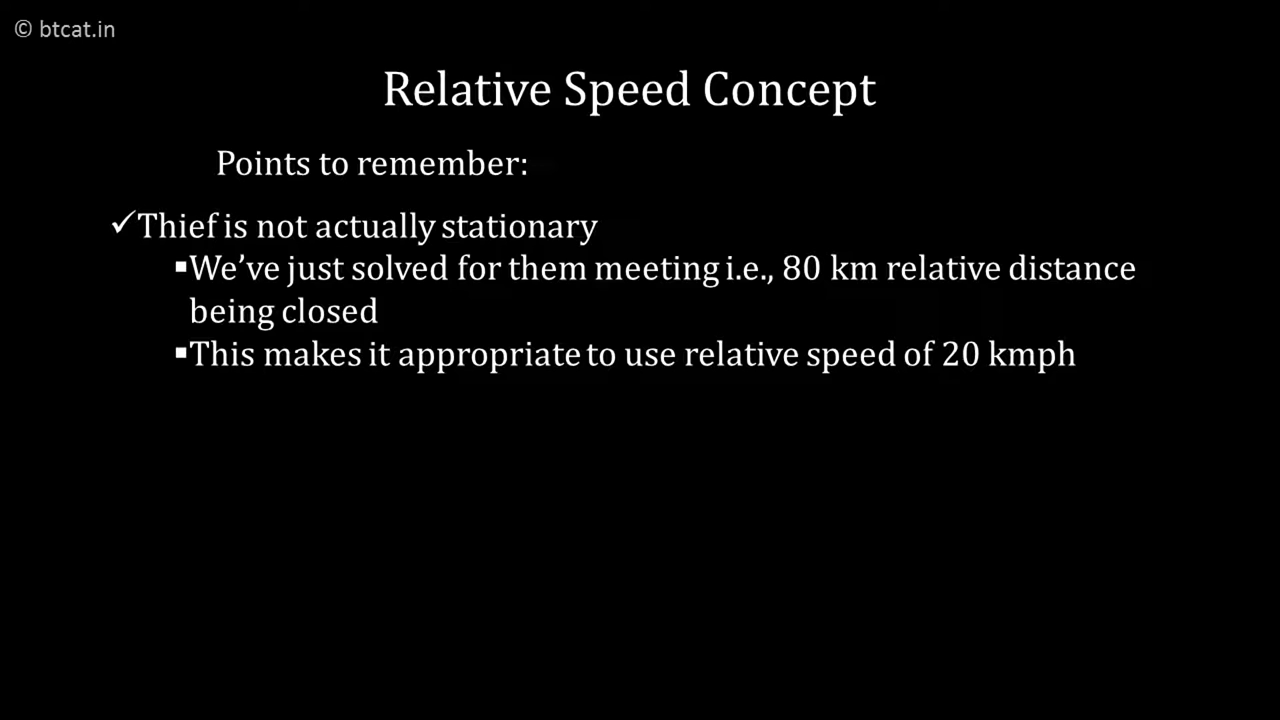 © btcat.in
Relative Speed Concept
Points to remember:
✓Thief is not actually stationary
▪We’ve just solved for them meeting i.e., 80 km relative distance
being closed
▪This makes it appropriate to use relative speed of 20 kmph